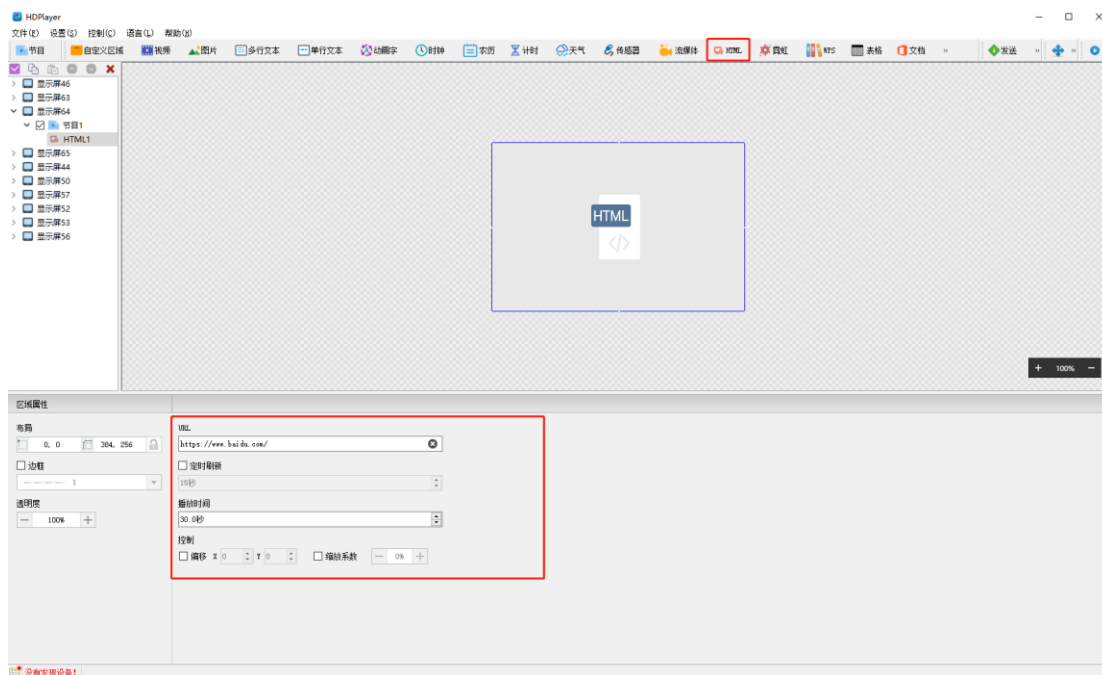 HDPlayer
文件(F) 设置(S) 控制(C) 语言(L) 帮助(H)
节目 自定义区域 视频 图片 多行文本 单行文本 动画字 时钟 农历 计时 天气 传感器 流媒体 HTML 霓虹 WPS 表格 文档 » 发送 » »
显示屏46
显示屏63
显示屏64
节目1
HTML1
显示屏65
显示屏44
显示屏50
显示屏57
显示屏52
显示屏53
显示屏56
HTML
</>
+ 100% −
区域属性
布局
0, 0 384, 256
边框
1
透明度
− 100% +
URL
https://www.baidu.com/
定时刷新
15秒
播放时间
30.0秒
控制
偏移 X 0 Y 0 缩放系数 − 0% +
没有发现设备!